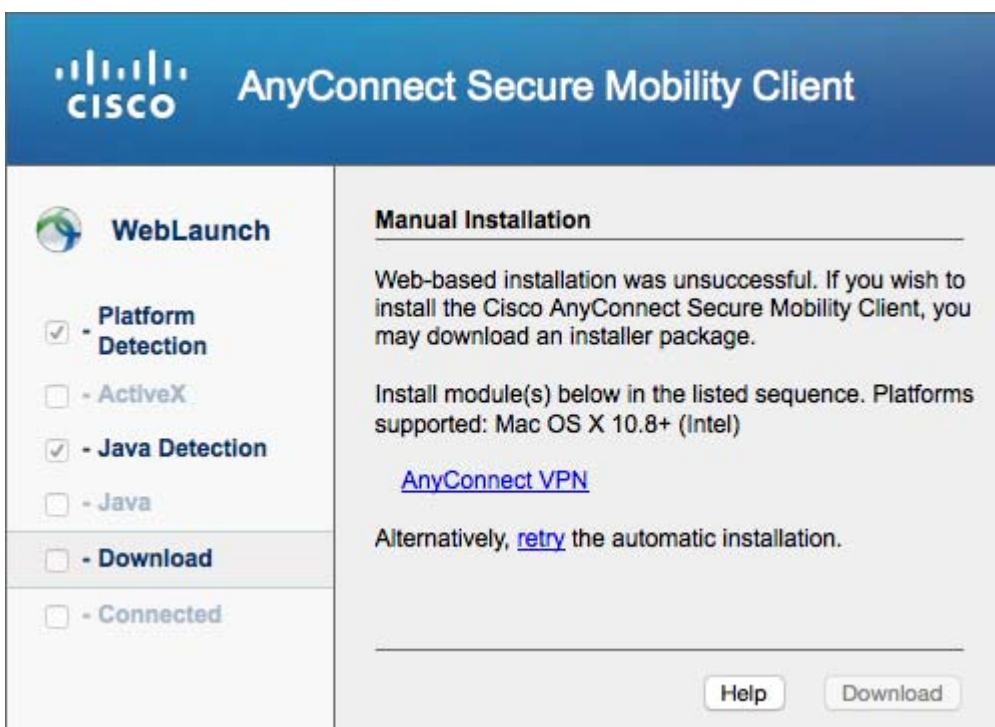 CISCO
AnyConnect Secure Mobility Client
WebLaunch
- Platform
Detection
- ActiveX
- Java Detection
- Java
- Download
- Connected
Manual Installation
Web-based installation was unsuccessful. If you wish to
install the Cisco AnyConnect Secure Mobility Client, you
may download an installer package.
Install module(s) below in the listed sequence. Platforms
supported: Mac OS X 10.8+ (Intel)
AnyConnect VPN
Alternatively, retry the automatic installation.
Help
Download